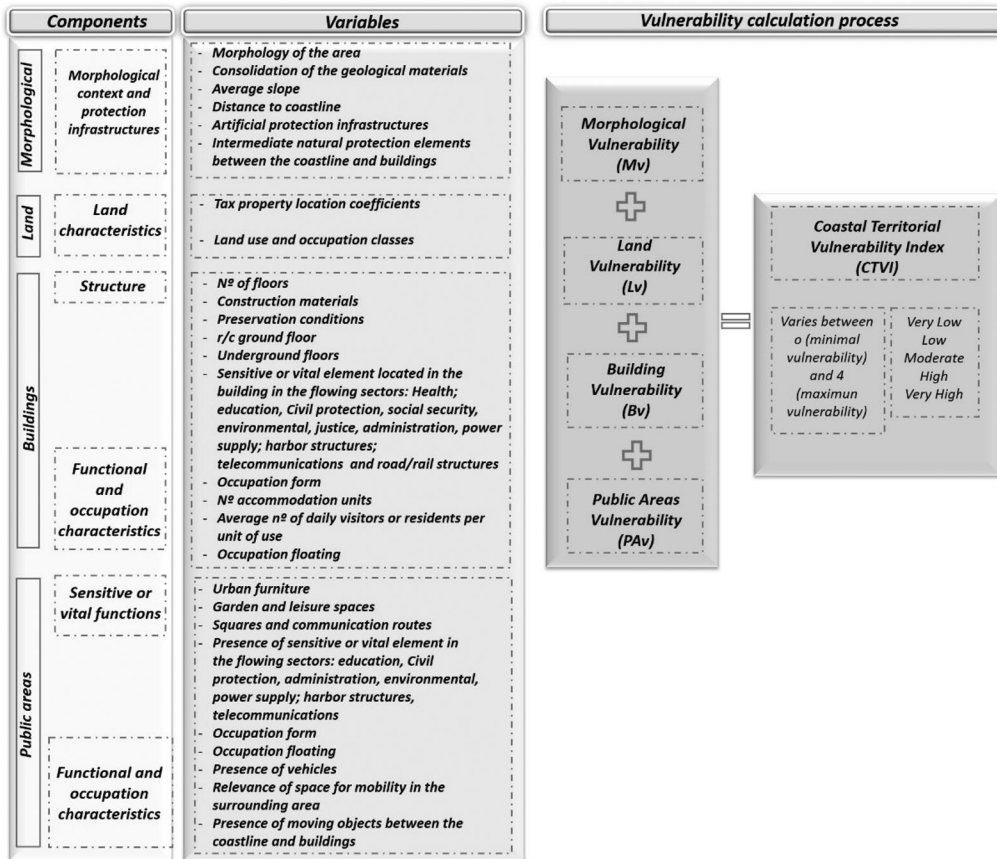 Components
Variables
Vulnerability calculation process
Morphological
Morphological
context and
protection
infrastructures
- Morphology of the area
- Consolidation of the geological materials
- Average slope
- Distance to coastline
- Artificial protection infrastructures
- Intermediate natural protection elements
between the coastline and buildings
Land
Land
characteristics
- Tax property location coefficients
- Land use and occupation classes
Buildings
Structure
Functional
and
occupation
characteristics
- Nº of floors
- Construction materials
- Preservation conditions
- r/c ground floor
- Underground floors
- Sensitive or vital element located in the
building in the flowing sectors: Health;
education, Civil protection, social security,
environmental, justice, administration, power
supply; harbor structures;
telecommunications and road/rail structures
- Occupation form
- Nº accommodation units
- Average nº of daily visitors or residents per
unit of use
- Occupation floating
Public areas
Sensitive or
vital functions
Functional and
occupation
characteristics
- Urban furniture
- Garden and leisure spaces
- Squares and communication routes
- Presence of sensitive or vital element in
the flowing sectors: education, Civil
protection, administration, environmental,
power supply; harbor structures,
telecommunications
- Occupation form
- Occupation floating
- Presence of vehicles
- Relevance of space for mobility in the
surrounding area
- Presence of moving objects between the
coastline and buildings
Morphological
Vulnerability
(Mv)
Land
Vulnerability
(Lv)
Building
Vulnerability
(Bv)
Public Areas
Vulnerability
(PAv)
Coastal Territorial
Vulnerability Index
(CTVI)
Varies between
o (minimal
vulnerability)
and 4
(maximun
vulnerability)
Very Low
Low
Moderate
High
Very High